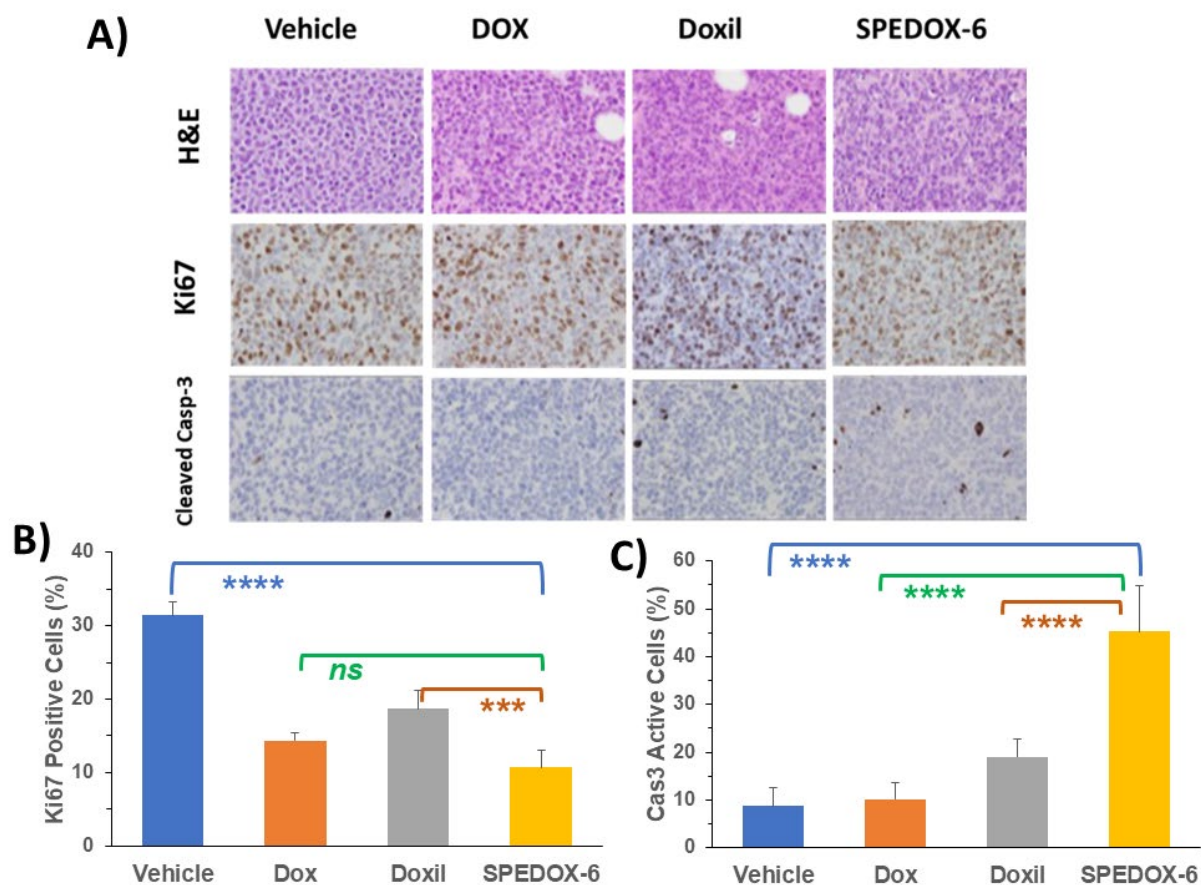 A)
Vehicle DOX Doxil SPEDOX-6
H&E
Ki67
Cleaved Casp-3
B)
Ki67 Positive Cells (%)
40
30
20
10
0
****
ns
***
Vehicle Dox Doxil SPEDOX-6
C)
Cas3 Active Cells (%)
60
50
40
30
20
10
0
****
****
****
Vehicle Dox Doxil SPEDOX-6